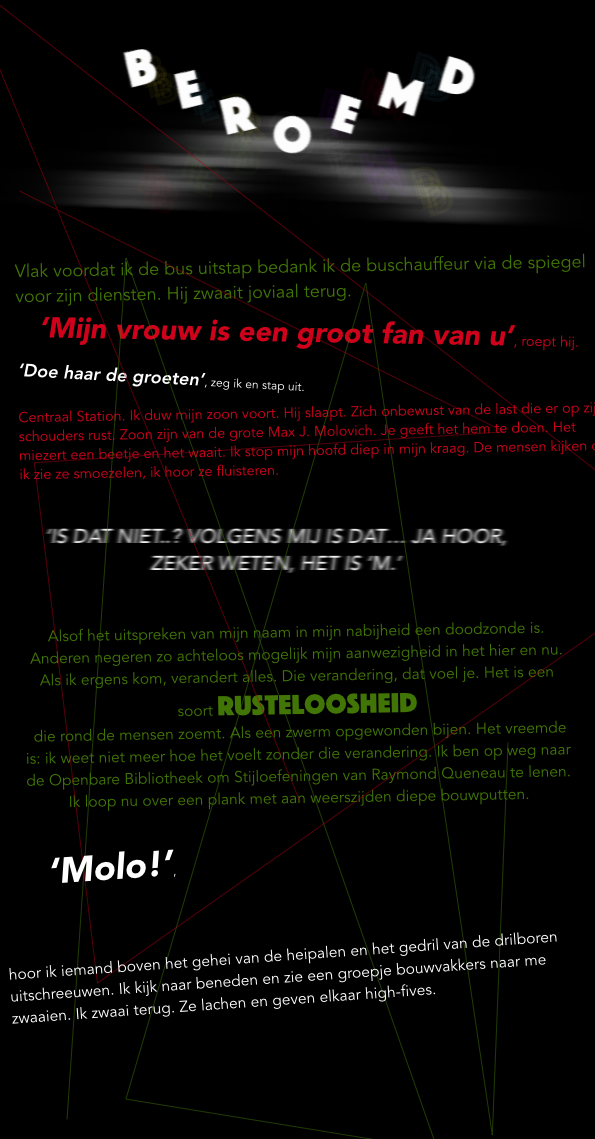 BEROEMD
Vlak voordat ik de bus uitstap bedank ik de buschauffeur via de spiegel
voor zijn diensten. Hij zwaait joviaal terug.
‘Mijn vrouw is een groot fan van u’, roept hij.
‘Doe haar de groeten’, zeg ik en stap uit.
Centraal Station. Ik duw mijn zoon voort. Hij slaapt. Zich onbewust van de last die er op zij
schouders rust. Zoon zijn van de grote Max J. Molovich. Je geeft het hem te doen. Het
miezert een beetje en het waait. Ik stop mijn hoofd diep in mijn kraag. De mensen kijken o
ik zie ze smoezelen, ik hoor ze fluisteren.
‘IS DAT NIET..? VOLGENS MIJ IS DAT... JA HOOR,
ZEKER WETEN, HET IS ‘M.’
Alsof het uitspreken van mijn naam in mijn nabijheid een doodzonde is.
Anderen negeren zo achteloos mogelijk mijn aanwezigheid in het hier en nu.
Als ik ergens kom, verandert alles. Die verandering, dat voel je. Het is een
soort RUSTELOOSHEID
die rond de mensen zoemt. Als een zwerm opgewonden bijen. Het vreemde
is: ik weet niet meer hoe het voelt zonder die verandering. Ik ben op weg naar
de Openbare Bibliotheek om Stijloefeningen van Raymond Queneau te lenen.
Ik loop nu over een plank met aan weerszijden diepe bouwputten.
‘Molo!’,
hoor ik iemand boven het gehei van de heipalen en het gedril van de drilboren
uitschreeuwen. Ik kijk naar beneden en zie een groepje bouwvakkers naar me
zwaaien. Ik zwaai terug. Ze lachen en geven elkaar high-fives.